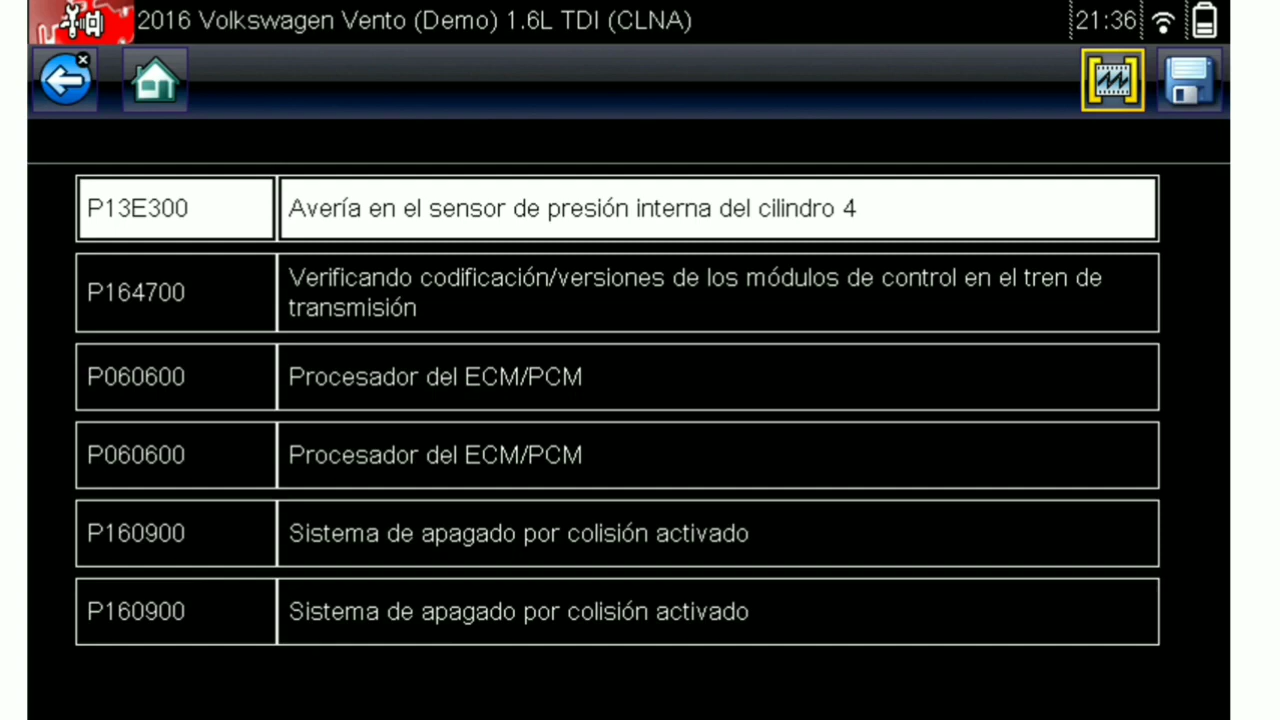 2016 Volkswagen Vento (Demo) 1.6L TDI (CLNA)
21:36
P13E300
Avería en el sensor de presión interna del cilindro 4
P164700
Verificando codificación/versiones de los módulos de control en el tren de
transmisión
P060600
Procesador del ECM/PCM
P060600
Procesador del ECM/PCM
P160900
Sistema de apagado por colisión activado
P160900
Sistema de apagado por colisión activado